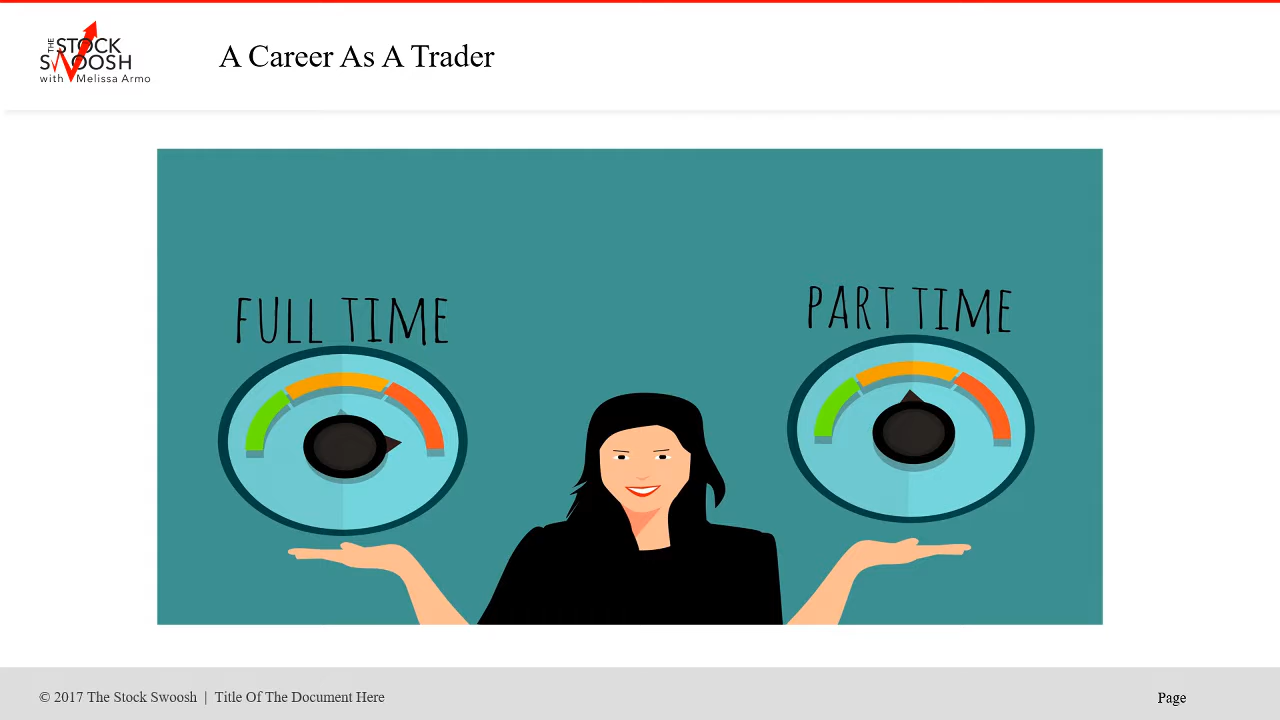 THE
STOCK
SWOOSH
with Melissa Armo
A Career As A Trader
FULL TIME
PART TIME
© 2017 The Stock Swoosh | Title Of The Document Here
Page